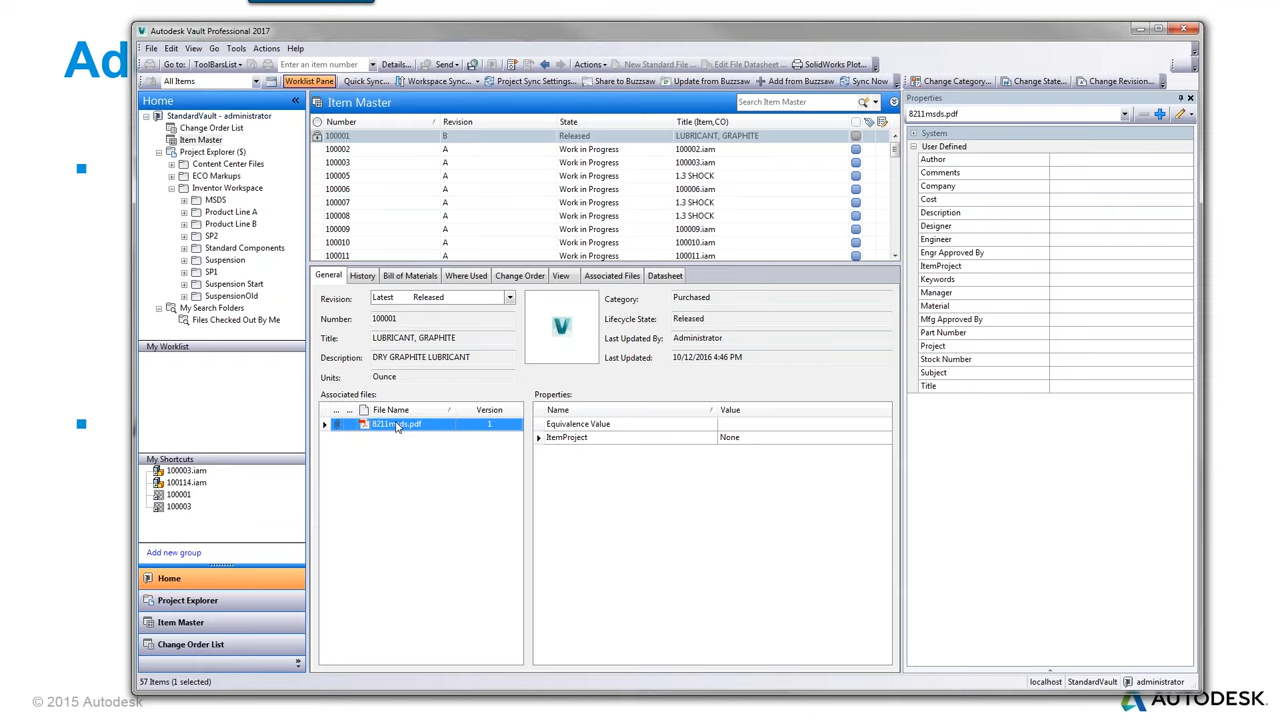 Ad
Autodesk Vault Professional 2017
File Edit View Go Tools Actions Help
Go to: ToolBarsList Enter an item number Details... Send Actions New Standard File... Edit File Datasheet... SolidWorks Plot...
All Items Worklist Pane Quick Sync... Workspace Sync... Project Sync Settings... Share to Buzzsaw Update from Buzzsaw Add from Buzzsaw Sync Now Change Category... Change State... Change Revision...
Home
StandardVault - administrator
Change Order List
Item Master
Project Explorer ($)
Content Center Files
ECO Markups
Inventor Workspace
MSDS
Product Line A
Product Line B
SP2
Standard Components
Suspension
SP1
Suspension Start
SuspensionOld
My Search Folders
Files Checked Out By Me
My Worklist
My Shortcuts
100003.iam
100114.iam
100001
100003
Add new group
Home
Project Explorer
Item Master
Change Order List
57 Items (1 selected)
Item Master Search Item Master
Number Revision State Title (Item,CO)
100001 B Released LUBRICANT, GRAPHITE
100002 A Work in Progress 100002.iam
100003 A Work in Progress 100003.iam
100005 A Work in Progress 1.3 SHOCK
100006 A Work in Progress 100006.iam
100007 A Work in Progress 1.3 SHOCK
100008 A Work in Progress 1.3 SHOCK
100009 A Work in Progress 100009.iam
100010 A Work in Progress 100010.iam
100011 A Work in Progress 100011.iam
General History Bill of Materials Where Used Change Order View Associated Files Datasheet
Revision: Latest Released
Number: 100001
Title: LUBRICANT, GRAPHITE
Description: DRY GRAPHITE LUBRICANT
Units: Ounce
Category: Purchased
Lifecycle State: Released
Last Updated By: Administrator
Last Updated: 10/12/2016 4:46 PM
Associated files:
... ... File Name Version
8211msds.pdf 1
Properties:
Name Value
Equivalence Value
ItemProject None
Properties
8211msds.pdf
System
User Defined
Author
Comments
Company
Cost
Description
Designer
Engineer
Engr Approved By
ItemProject
Keywords
Manager
Material
Mfg Approved By
Part Number
Project
Stock Number
Subject
Title
localhost StandardVault administrator
© 2015 Autodesk
AUTODESK.